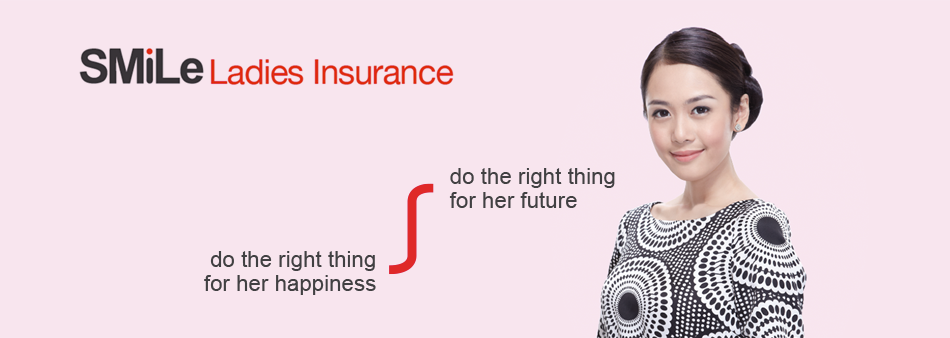 SMiLe Ladies Insurance
do the right thing
for her future
do the right thing
for her happiness